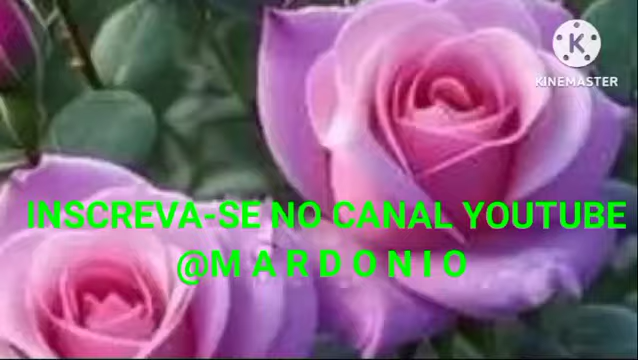 KINEMASTER
INSCREVA-SE NO CANAL YOUTUBE
@M A R D O N I O